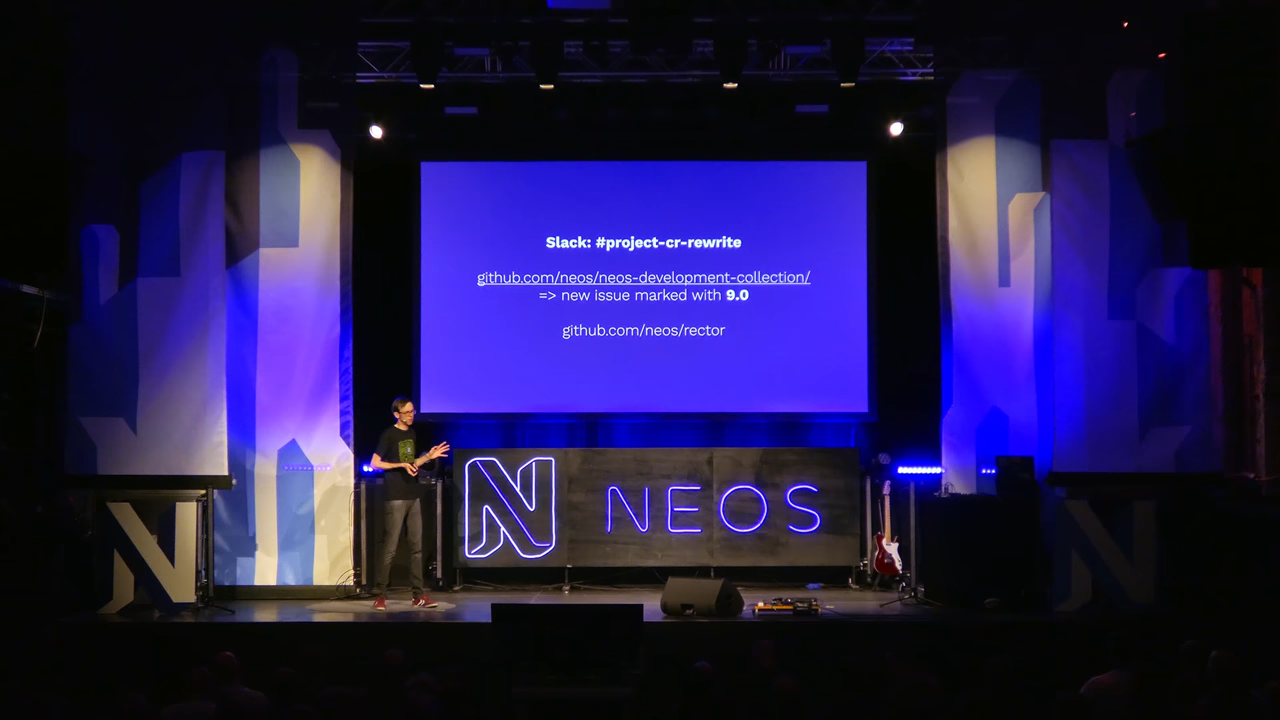 Slack: #project-cr-rewrite
github.com/neos/neos-development-collection/
=> new issue marked with 9.0
github.com/neos/rector
N NEOS
N
N